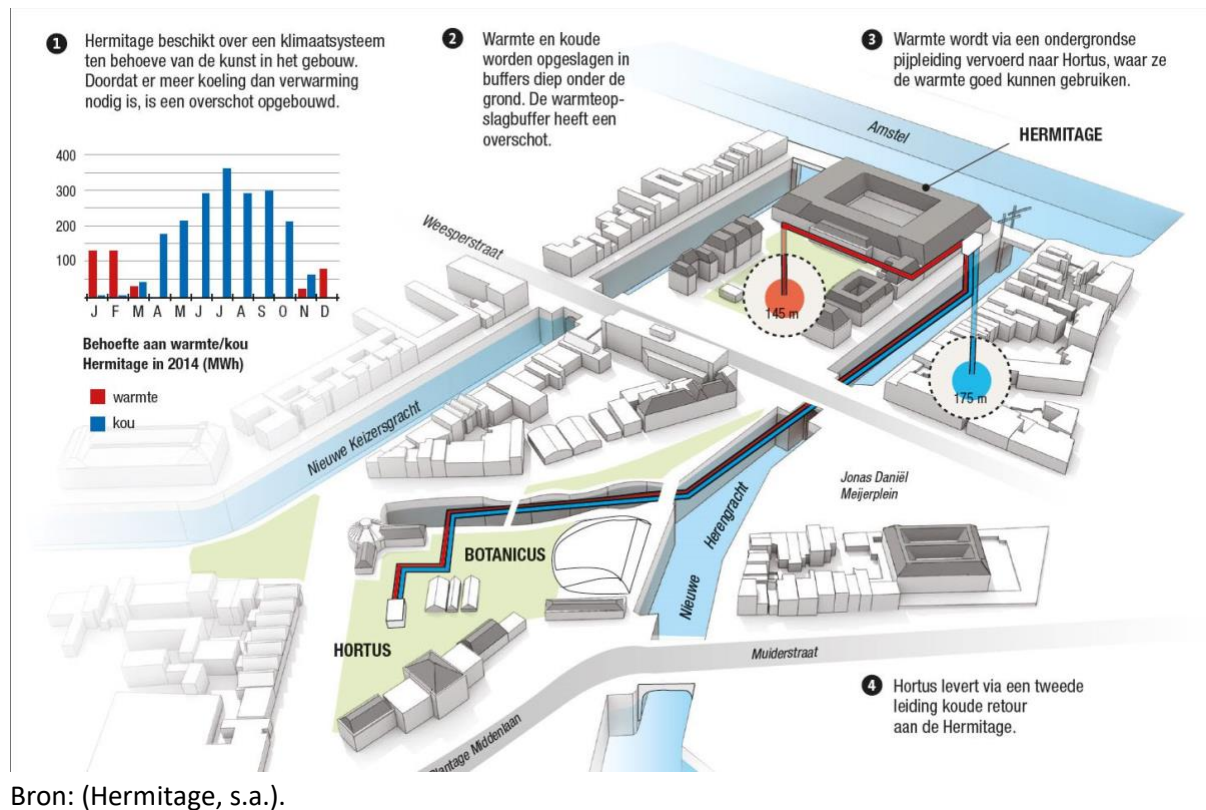 1 Hermitage beschikt over een klimaatsysteem
ten behoeve van de kunst in het gebouw.
Doordat er meer koeling dan verwarming
nodig is, is een overschot opgebouwd.
400
300
200
100
J F M A M J J A S O N D
Behoefte aan warmte/kou
Hermitage in 2014 (MWh)
warmte
kou
2 Warmte en koude
worden opgeslagen in
buffers diep onder de
grond. De warmteop-
slagbuffer heeft een
overschot.
3 Warmte wordt via een ondergrondse
pijpleiding vervoerd naar Hortus, waar ze
de warmte goed kunnen gebruiken.
Amstel
HERMITAGE
Weesperstraat
145 m
175 m
Nieuwe Keizersgracht
Jonas Daniël
Meijerplein
BOTANICUS
Nieuwe Herengracht
HORTUS
Muiderstraat
4 Hortus levert via een tweede
leiding koude retour
aan de Hermitage.
Plantage Middenlaan
Bron: (Hermitage, s.a.).